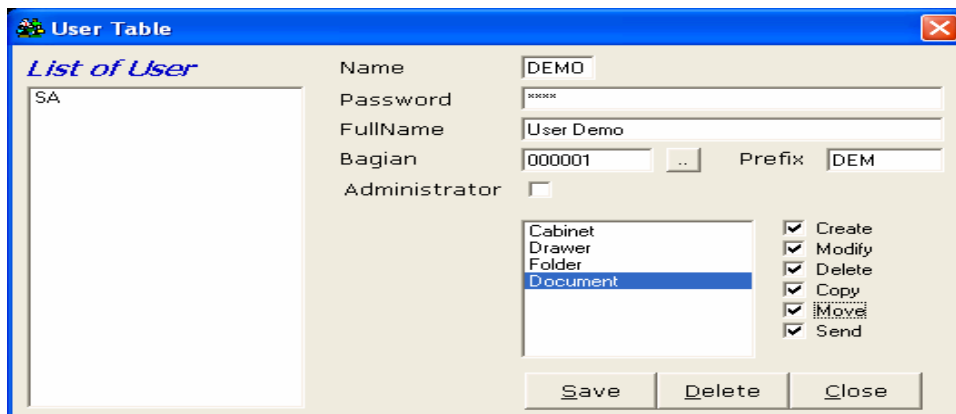 User Table
List of User
SA
Name DEMO
Password ****
FullName User Demo
Bagian 000001 .. Prefix DEM
Administrator
Cabinet
Drawer
Folder
Document
Create
Modify
Delete
Copy
Move
Send
Save Delete Close